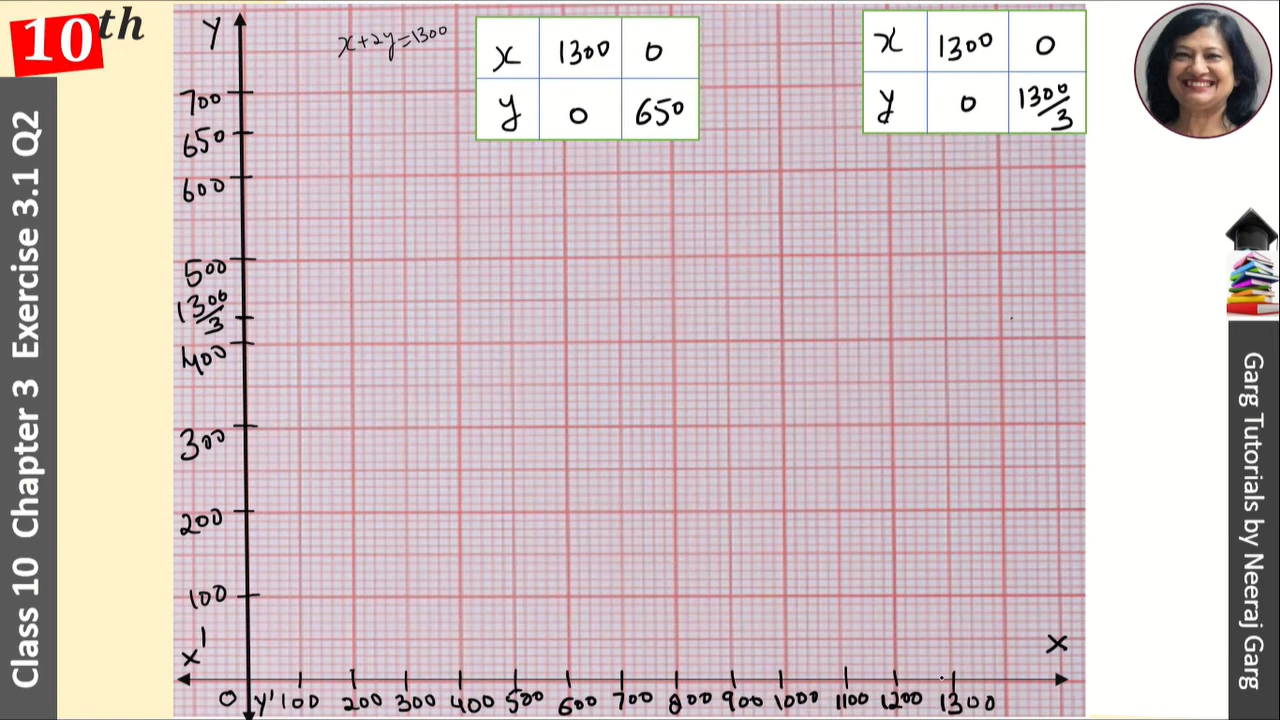 10th
Class 10 Chapter 3 Exercise 3.1 Q2
x+2y=1300
x 1300 0
y 0 650
x 1300 0
y 0 1300/3
Y
700
650
600
500
1300/3
400
300
200
100
X'
X
0 Y' 100 200 300 400 500 600 700 800 900 1000 1100 1200 1300
Garg Tutorials by Neeraj Garg